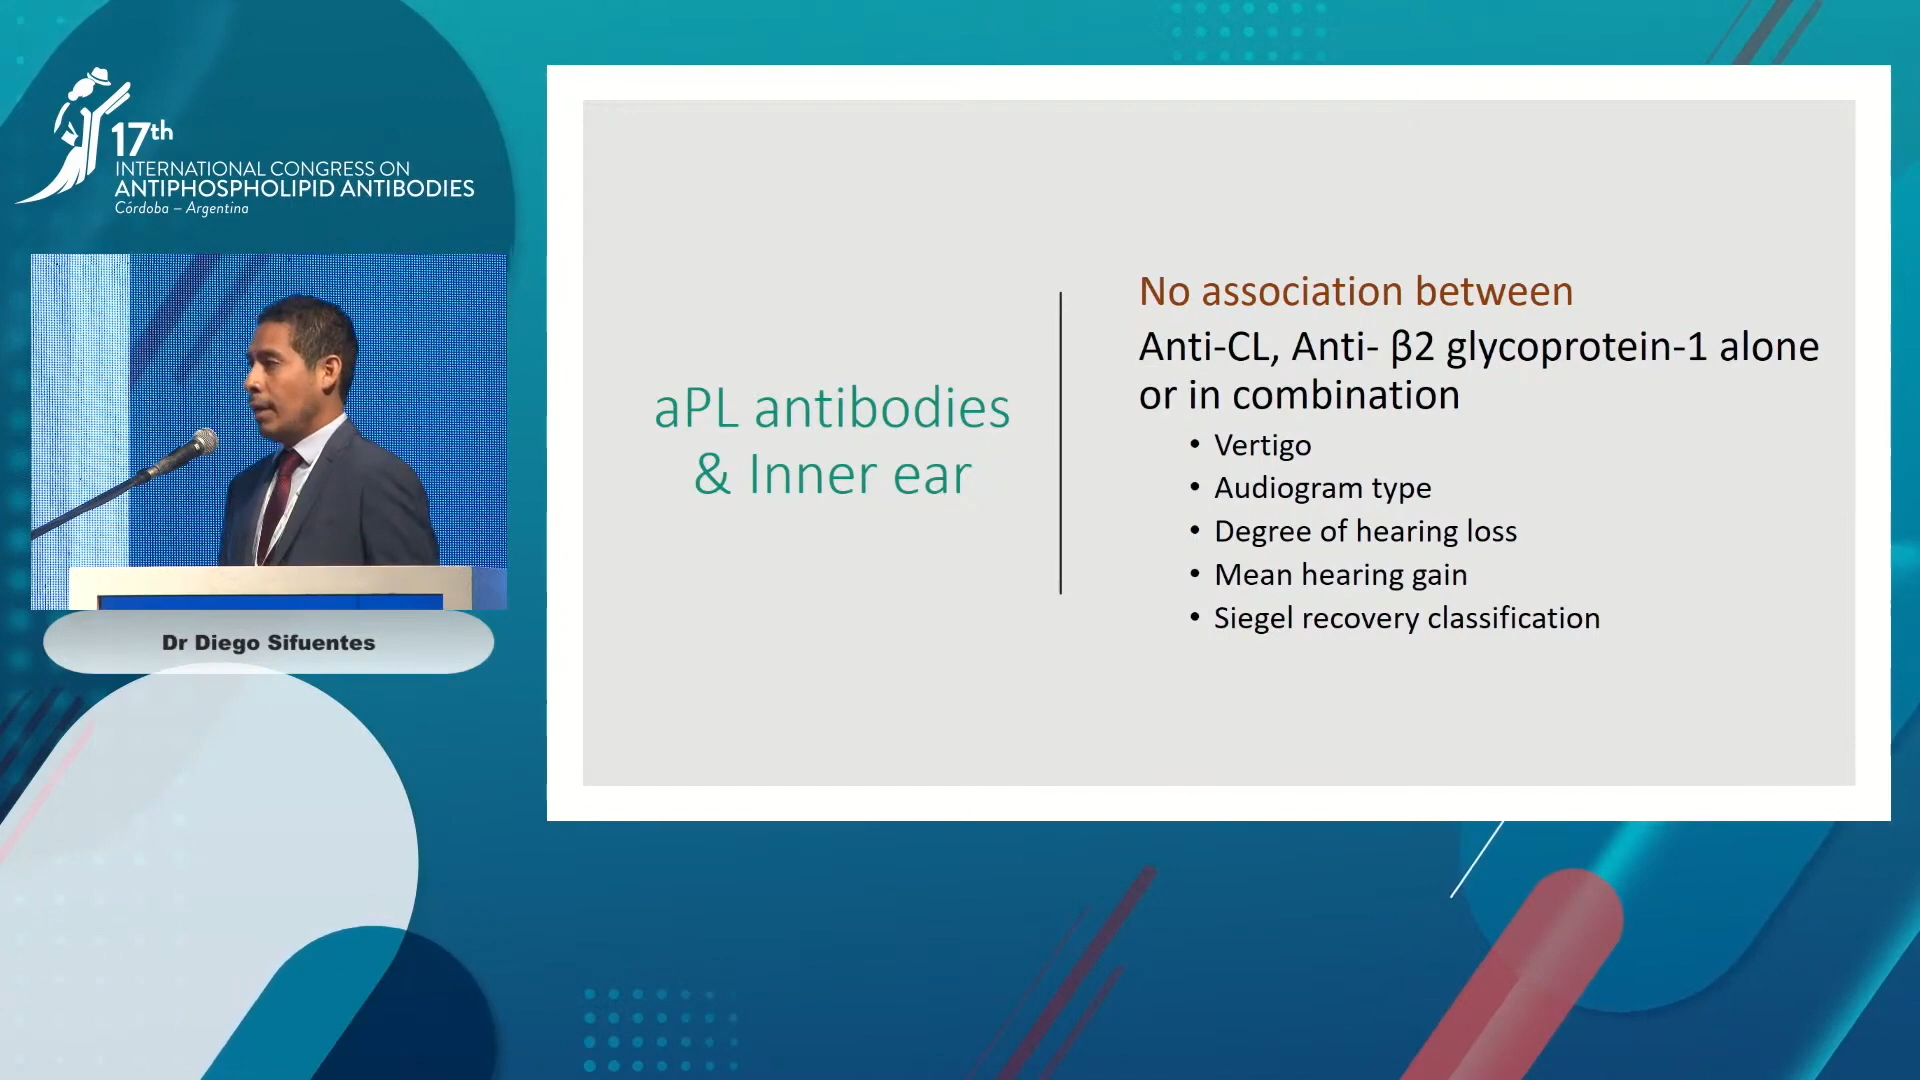 17th
INTERNATIONAL CONGRESS ON
ANTIPHOSPHOLIPID ANTIBODIES
Córdoba – Argentina
Dr Diego Sifuentes
aPL antibodies
& Inner ear
No association between
Anti-CL, Anti- β2 glycoprotein-1 alone
or in combination
• Vertigo
• Audiogram type
• Degree of hearing loss
• Mean hearing gain
• Siegel recovery classification